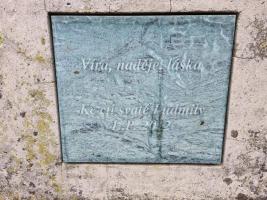 Víra, naděje, láska
Ke cti svaté Ludmily
L. P.